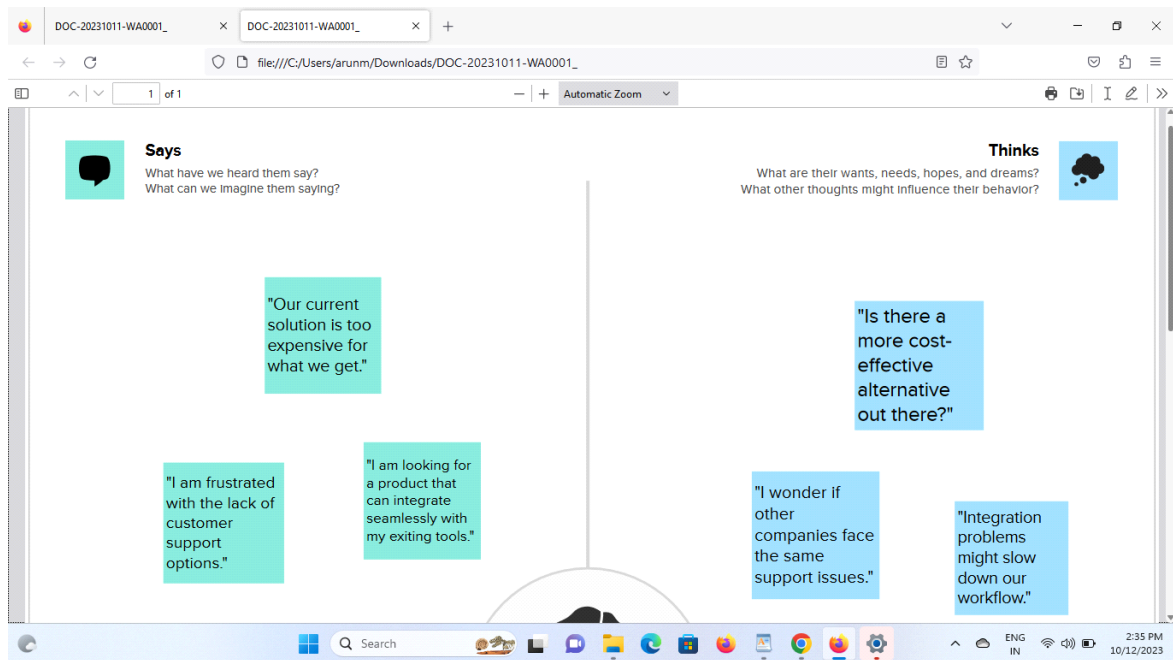 DOC-20231011-WA0001_
DOC-20231011-WA0001_
file:///C:/Users/arunm/Downloads/DOC-20231011-WA0001_
1 of 1
Automatic Zoom
Says
What have we heard them say?
What can we imagine them saying?
Thinks
What are their wants, needs, hopes, and dreams?
What other thoughts might influence their behavior?
"Our current
solution is too
expensive for
what we get."
"Is there a
more cost-
effective
alternative
out there?"
"I am frustrated
with the lack of
customer
support
options."
"I am looking for
a product that
can integrate
seamlessly with
my exiting tools."
"I wonder if
other
companies face
the same
support issues."
"Integration
problems
might slow
down our
workflow."
Search
ENG
IN
2:35 PM
10/12/2023